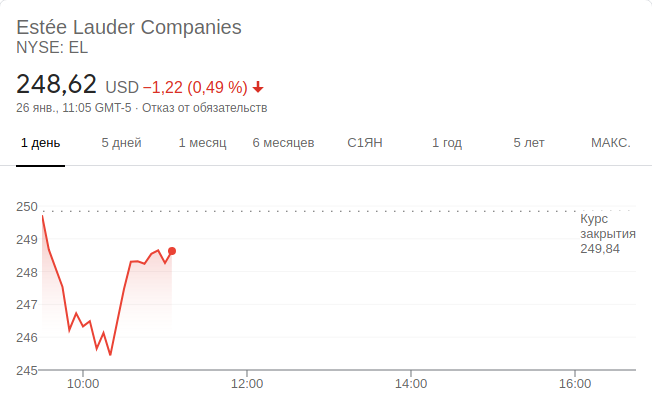 Estée Lauder Companies
NYSE: EL
248,62 USD −1,22 (0,49 %)
26 янв., 11:05 GMT-5 · Отказ от обязательств
1 день 5 дней 1 месяц 6 месяцев С1ЯН 1 год 5 лет МАКС.
250
Курс
закрытия
249,84
249
248
247
246
245
10:00 12:00 14:00 16:00